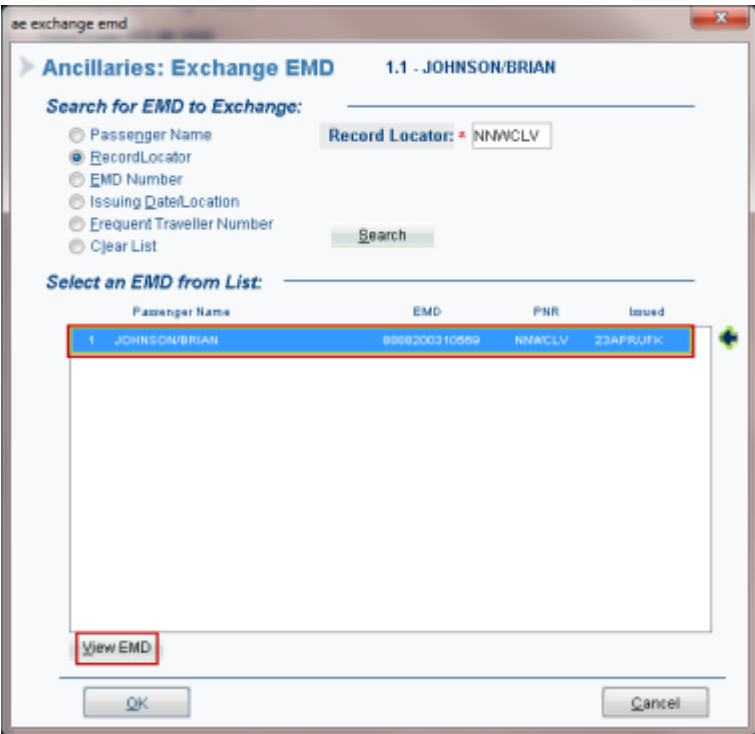 ae exchange emd
x
Ancillaries: Exchange EMD 1.1 - JOHNSON/BRIAN
Search for EMD to Exchange:
Passenger Name
Record Locator: * NNWCLV
RecordLocator
EMD Number
Issuing Date/Location
Frequent Traveller Number
Search
Clear List
Select an EMD from List:
Passenger Name EMD PNR Issued
1 JOHNSON/BRIAN NNWCLV
View EMD
OK Cancel